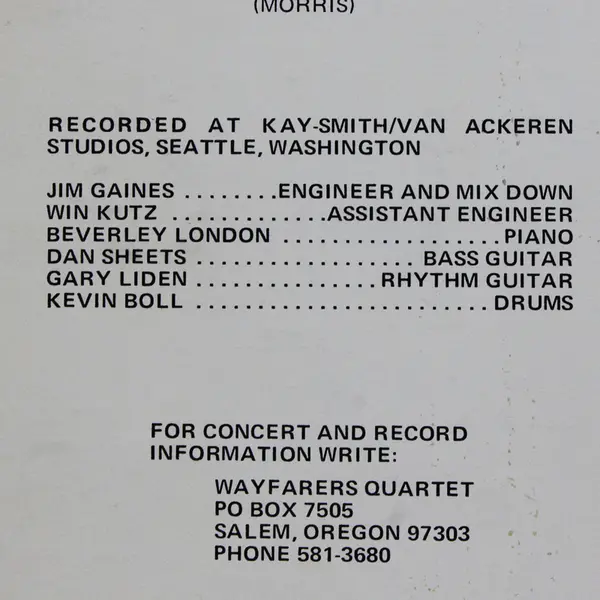 (MORRIS)
RECORDED AT KAY-SMITH/VAN ACKEREN
STUDIOS, SEATTLE, WASHINGTON
JIM GAINES ........ENGINEER AND MIX DOWN
WIN KUTZ .............ASSISTANT ENGINEER
BEVERLEY LONDON ...................PIANO
DAN SHEETS ................... BASS GUITAR
GARY LIDEN ................RHYTHM GUITAR
KEVIN BOLL ...........................DRUMS
FOR CONCERT AND RECORD
INFORMATION WRITE:
WAYFARERS QUARTET
PO BOX 7505
SALEM, OREGON 97303
PHONE 581-3680